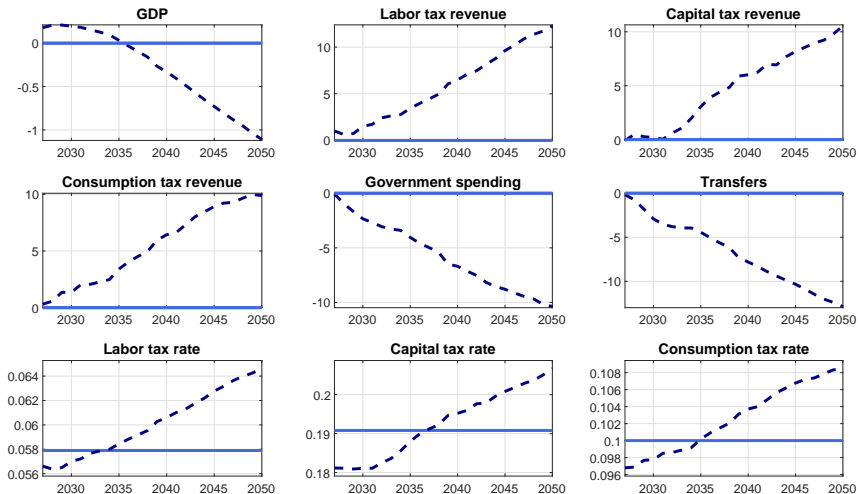 GDP
0
-0.5
-1
2030 2035 2040 2045 2050
Labor tax revenue
10
5
0
2030 2035 2040 2045 2050
Capital tax revenue
10
5
0
2030 2035 2040 2045 2050
Consumption tax revenue
10
5
0
2030 2035 2040 2045 2050
Government spending
0
-5
-10
2030 2035 2040 2045 2050
Transfers
0
-5
-10
2030 2035 2040 2045 2050
Labor tax rate
0.064
0.062
0.06
0.058
0.056
2030 2035 2040 2045 2050
Capital tax rate
0.2
0.19
0.18
2030 2035 2040 2045 2050
Consumption tax rate
0.108
0.106
0.104
0.102
0.1
0.098
0.096
2030 2035 2040 2045 2050